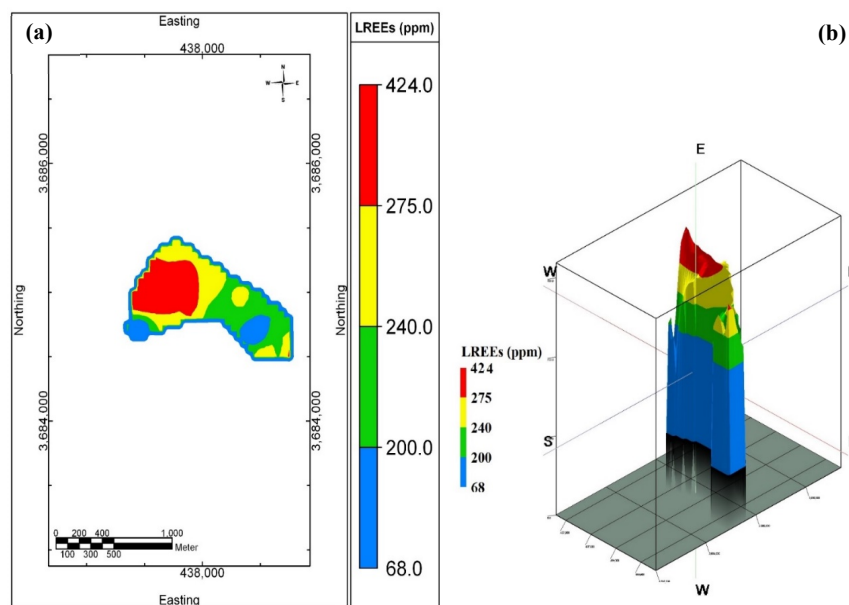 (a)
Easting
438,000
N
W E
S
3,686,000
3,686,000
Northing
Northing
3,684,000
3,684,000
0 200 400 1,000
100 300 500 Meter
438,000
Easting
LREEs (ppm)
424.0
275.0
240.0
200.0
68.0
(b)
E
W
S
W
LREEs (ppm)
424
275
240
200
68